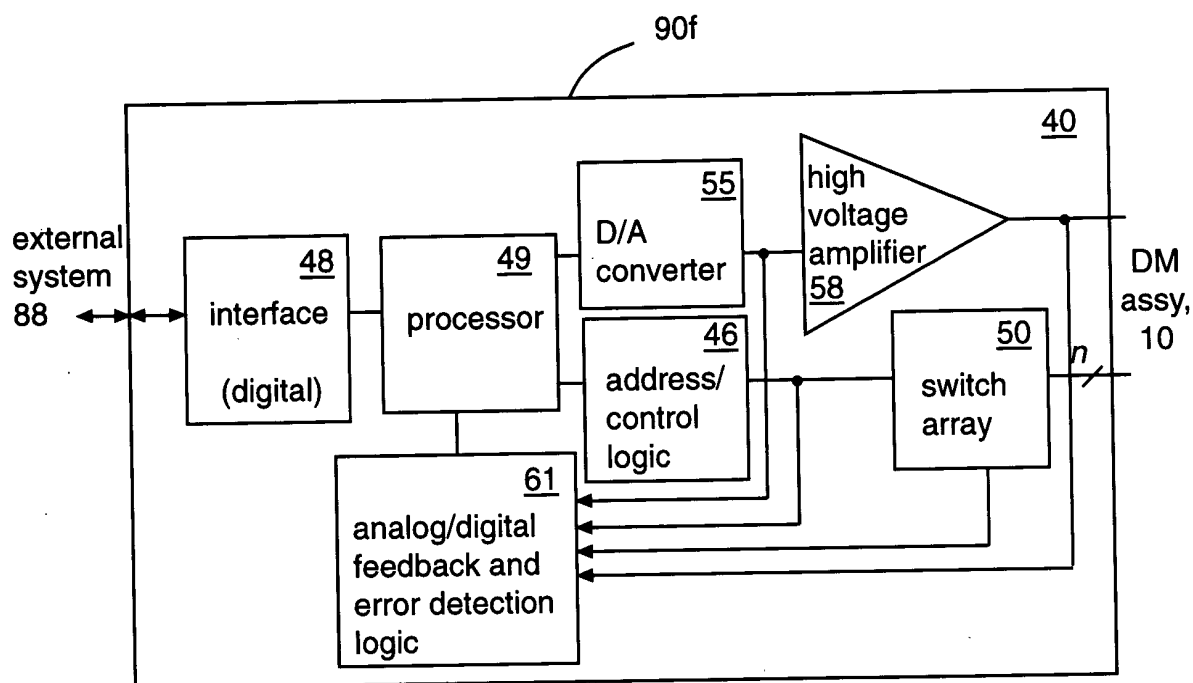 90f
40
external
system
88
48
interface
(digital)
49
processor
55
D/A
converter
high
voltage
amplifier
58
DM
assy,
10
46
address/
control
logic
50
switch
array
n
61
analog/digital
feedback and
error detection
logic